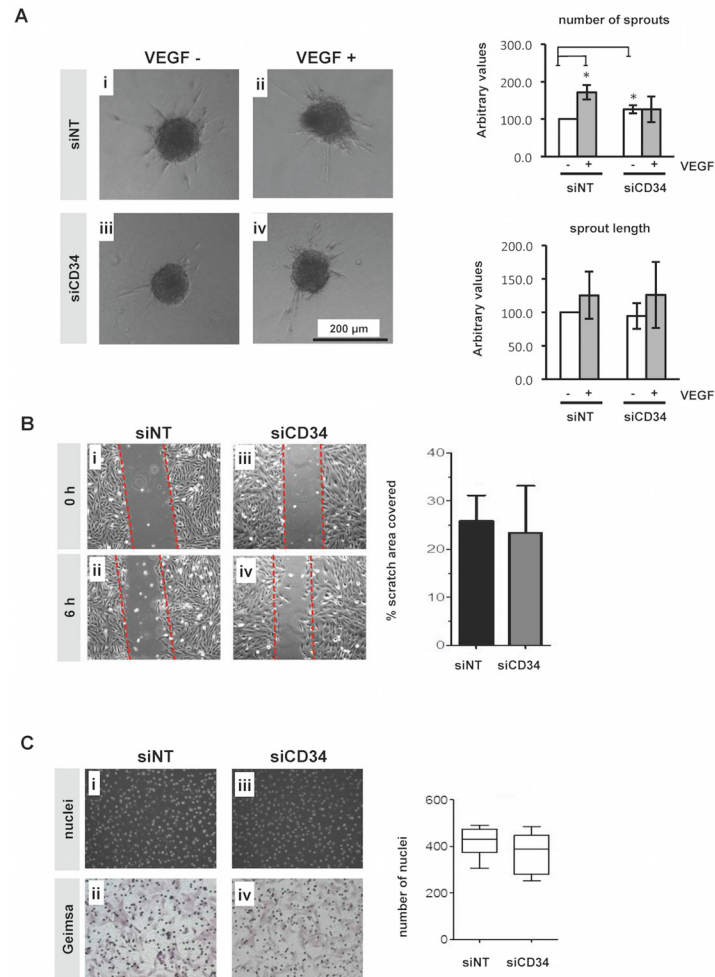 A
VEGF -
VEGF +
siNT
siCD34
i
ii
iii
iv
200 µm
number of sprouts
Arbitrary values
300.0
200.0
100.0
0.0
*
*
- + - + VEGF
siNT siCD34
sprout length
Arbitrary values
200.0
150.0
100.0
50.0
0.0
- + - + VEGF
siNT siCD34
B
siNT
siCD34
0 h
6 h
i
iii
ii
iv
% scratch area covered
40
30
20
10
0
siNT siCD34
C
siNT
siCD34
nuclei
Geimsa
i
iii
ii
iv
number of nuclei
600
400
200
0
siNT siCD34